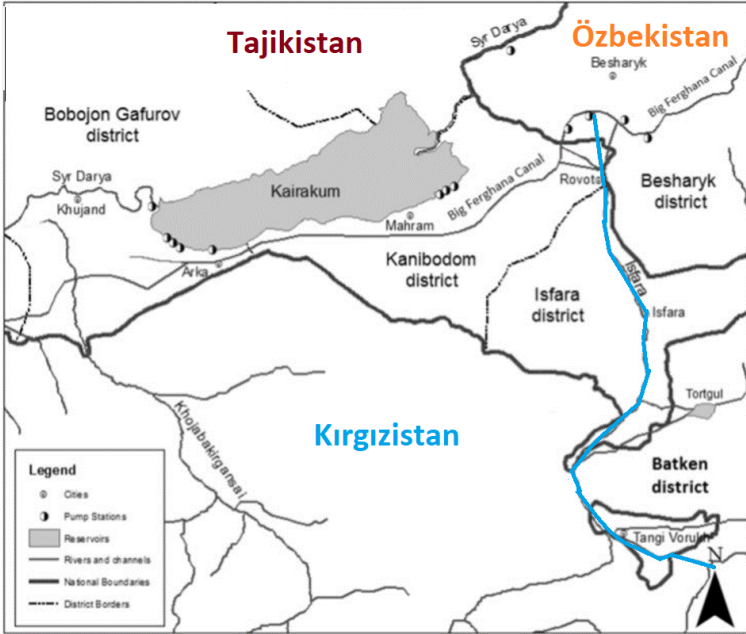 Tajikistan
Syr Darya
Özbekistan
Besharyk
Big Ferghana Canal
Bobojon Gafurov
district
Syr Darya
Khujand
Kairakum
Mahram
Big Ferghana Canal
Rovot
Besharyk
district
Arka
Kanibodom
district
Isfara
Isfara
district
Isfara
Tortgul
Khojabakirgansai
Kırgızistan
Batken
district
Tangi Vorukh
N
Legend
Cities
Pump Stations
Reservoirs
Rivers and channels
National Boundaries
District Borders